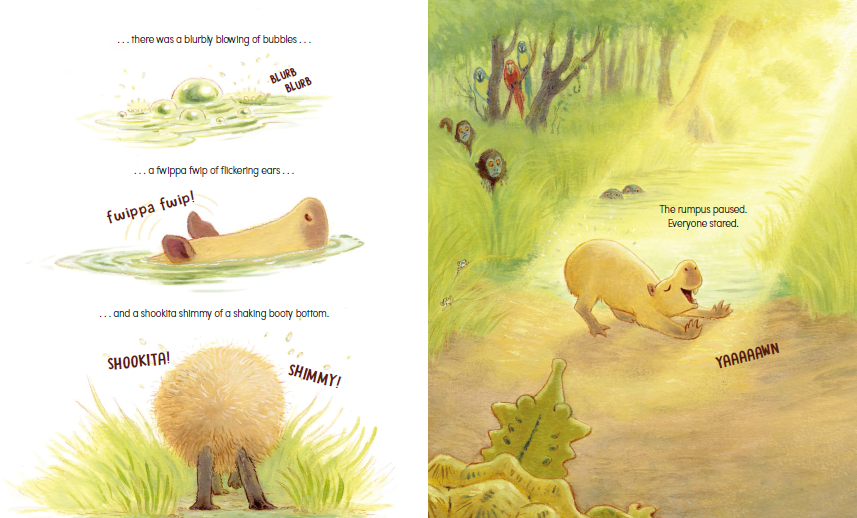 . . . there was a blurbly blowing of bubbles . . .
BLURB
BLURB
. . . a fwippa fwip of flickering ears . . .
fwippa fwip!
. . . and a shookita shimmy of a shaking booty bottom.
SHOOKITA!
SHIMMY!
The rumpus paused.
Everyone stared.
YAAAAAWN